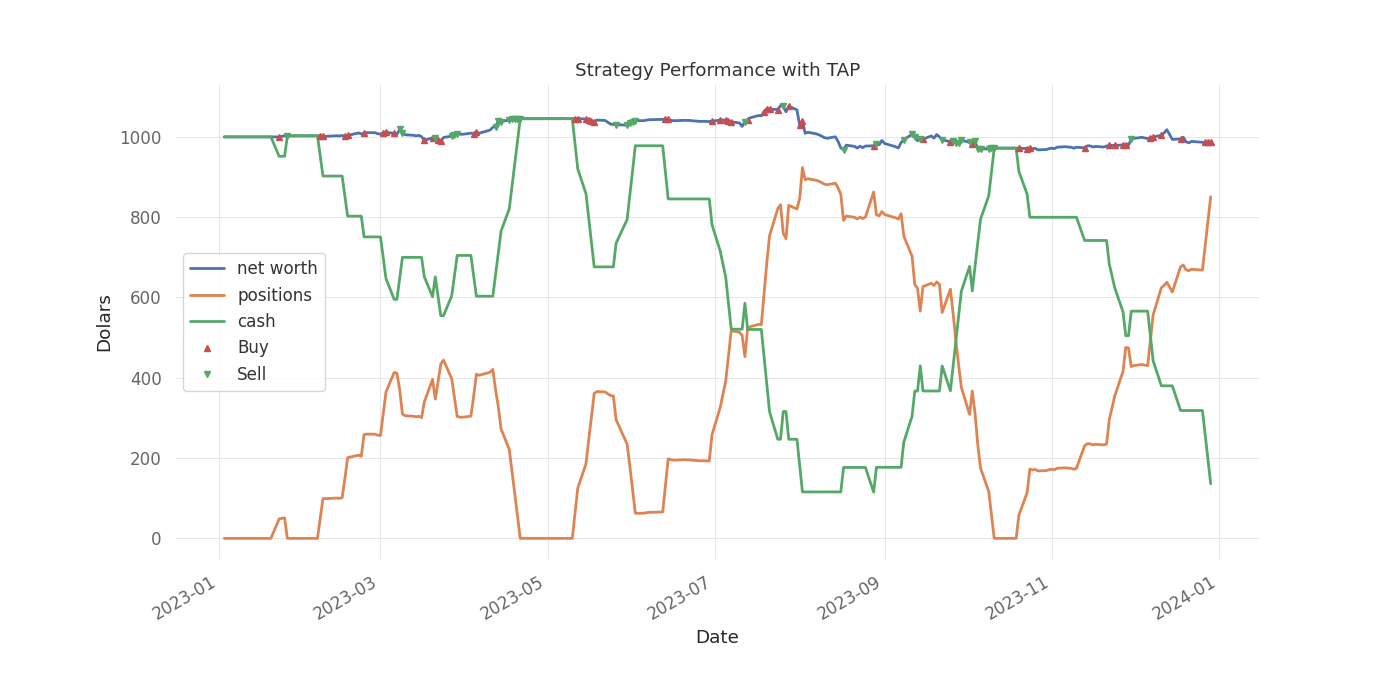 Strategy Performance with TAP
1000
800
600
400
200
0
Dolars
net worth
positions
cash
Buy
Sell
2023-01
2023-03
2023-05
2023-07
2023-09
2023-11
2024-01
Date